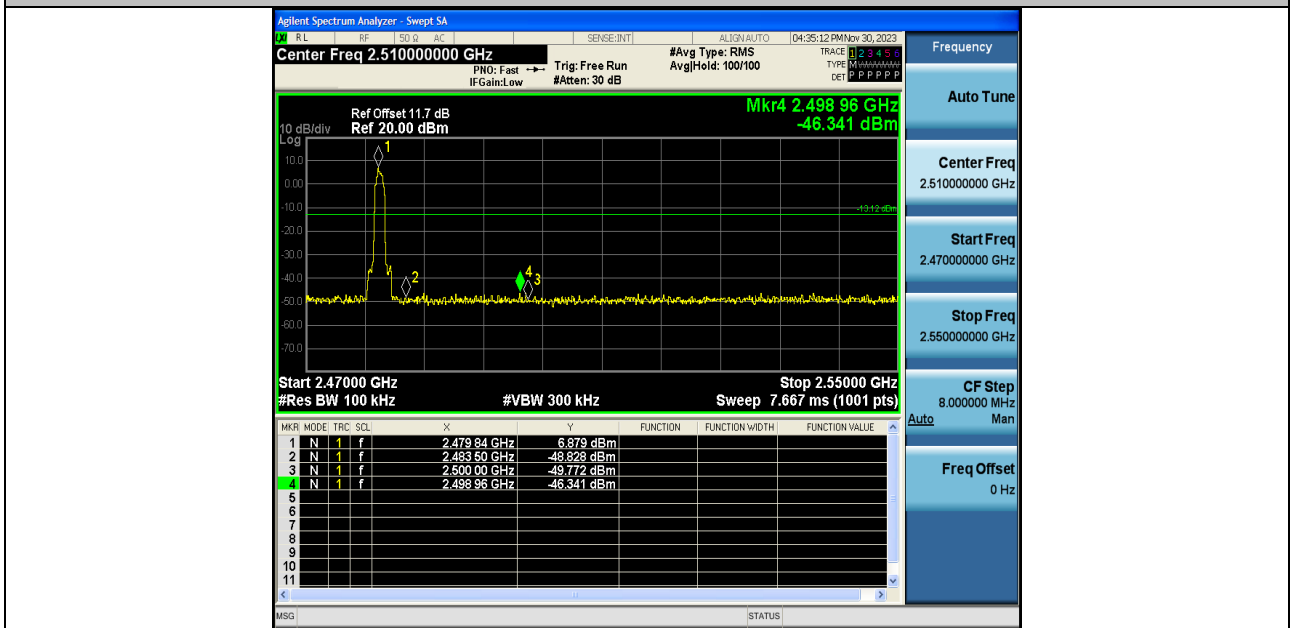 Agilent Spectrum Analyzer - Swept SA
RL RF 50 Ω AC SENSE:INT ALIGN AUTO 04:35:12 PM Nov 30, 2023
Center Freq 2.510000000 GHz
PNO: Fast
IFGain:Low
Trig: Free Run
#Atten: 30 dB
#Avg Type: RMS
Avg|Hold: 100/100
TRACE 1 2 3 4 5 6
TYPE M
DET P P P P P P
Frequency
Auto Tune
Center Freq
2.510000000 GHz
Start Freq
2.470000000 GHz
Stop Freq
2.550000000 GHz
CF Step
8.000000 MHz
Auto Man
Freq Offset
0 Hz
Mkr4 2.498 96 GHz
-46.341 dBm
Ref Offset 11.7 dB
10 dB/div Ref 20.00 dBm
Log
10.0
0.00
-10.0
-20.0
-30.0
-40.0
-50.0
-60.0
-70.0
1
2
4
3
-13.12 dBm
Start 2.47000 GHz Stop 2.55000 GHz
#Res BW 100 kHz #VBW 300 kHz Sweep 7.667 ms (1001 pts)
MKR MODE TRC SCL X Y FUNCTION FUNCTION WIDTH FUNCTION VALUE
1 N 1 f 2.479 84 GHz 6.879 dBm
2 N 1 f 2.483 50 GHz -48.828 dBm
3 N 1 f 2.500 00 GHz -49.772 dBm
4 N 1 f 2.498 96 GHz -46.341 dBm
5
6
7
8
9
10
11
MSG STATUS